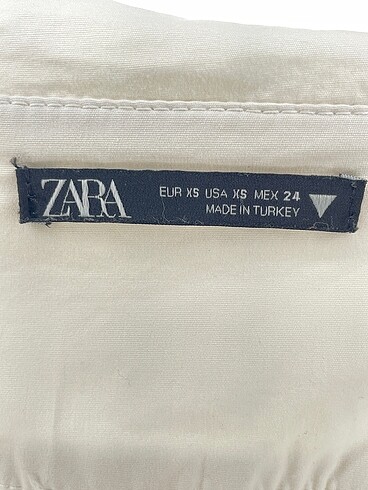 ZARA
EUR XS USA XS MEX 24
MADE IN TURKEY